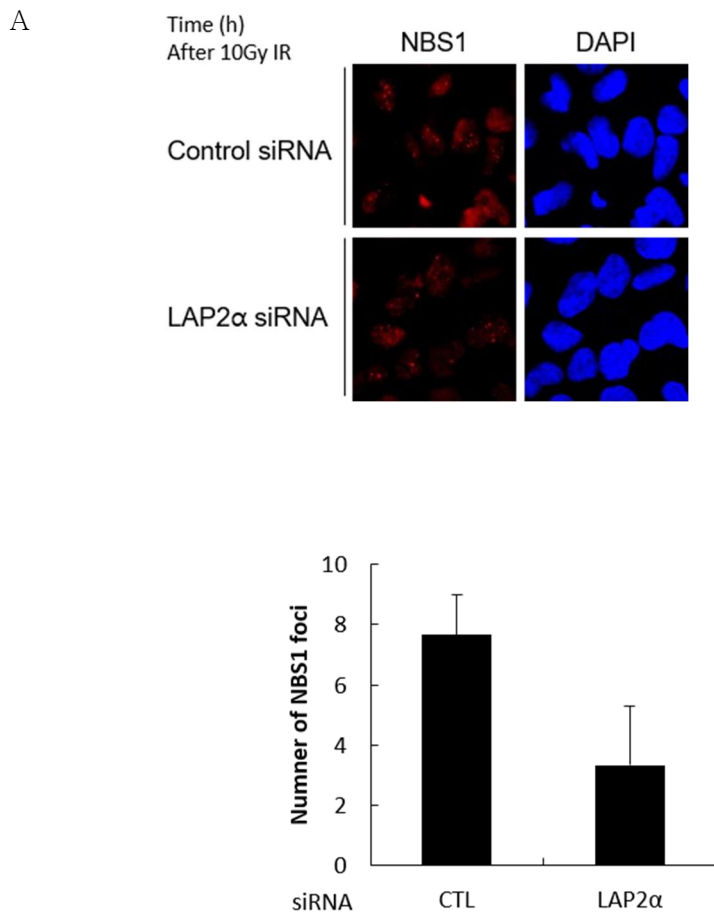 A
Time (h)
After 10Gy IR
NBS1
DAPI
Control siRNA
LAP2α siRNA
Numner of NBS1 foci
10
8
6
4
2
0
siRNA
CTL
LAP2α